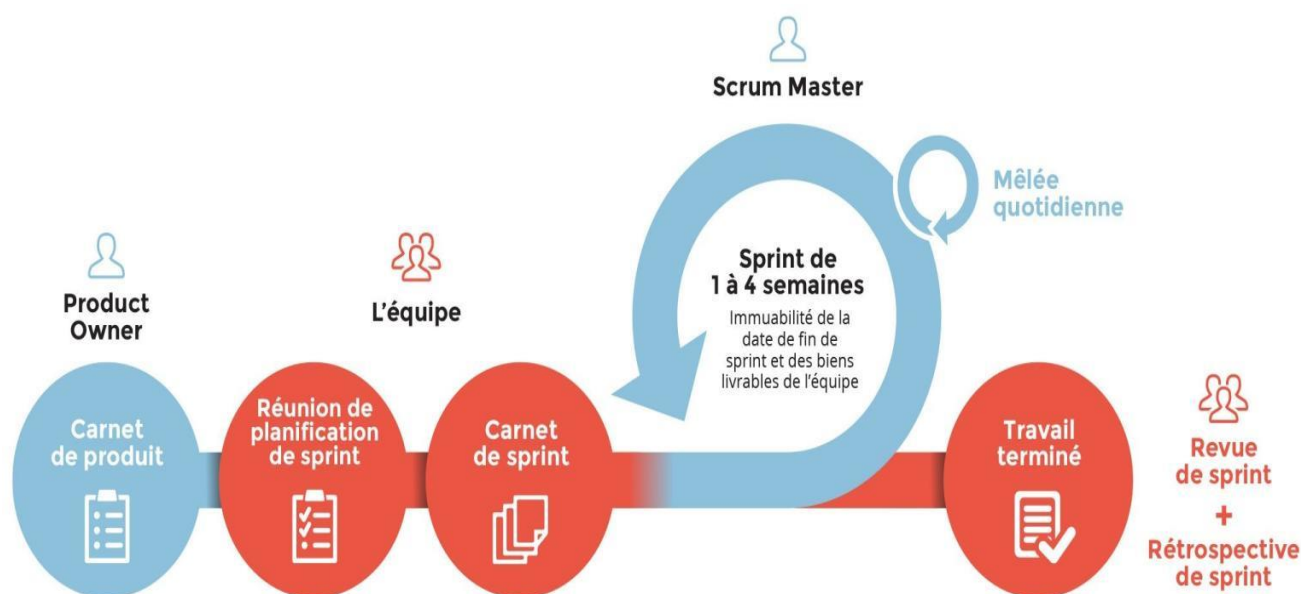 Scrum Master
Mêlée
quotidienne
Product
Owner
L'équipe
Sprint de
1 à 4 semaines
Immuabilité de la
date de fin de
sprint et des biens
livrables de l'équipe
Carnet
de produit
Réunion de
planification
de sprint
Carnet
de sprint
Travail
terminé
Revue
de sprint
+
Rétrospective
de sprint